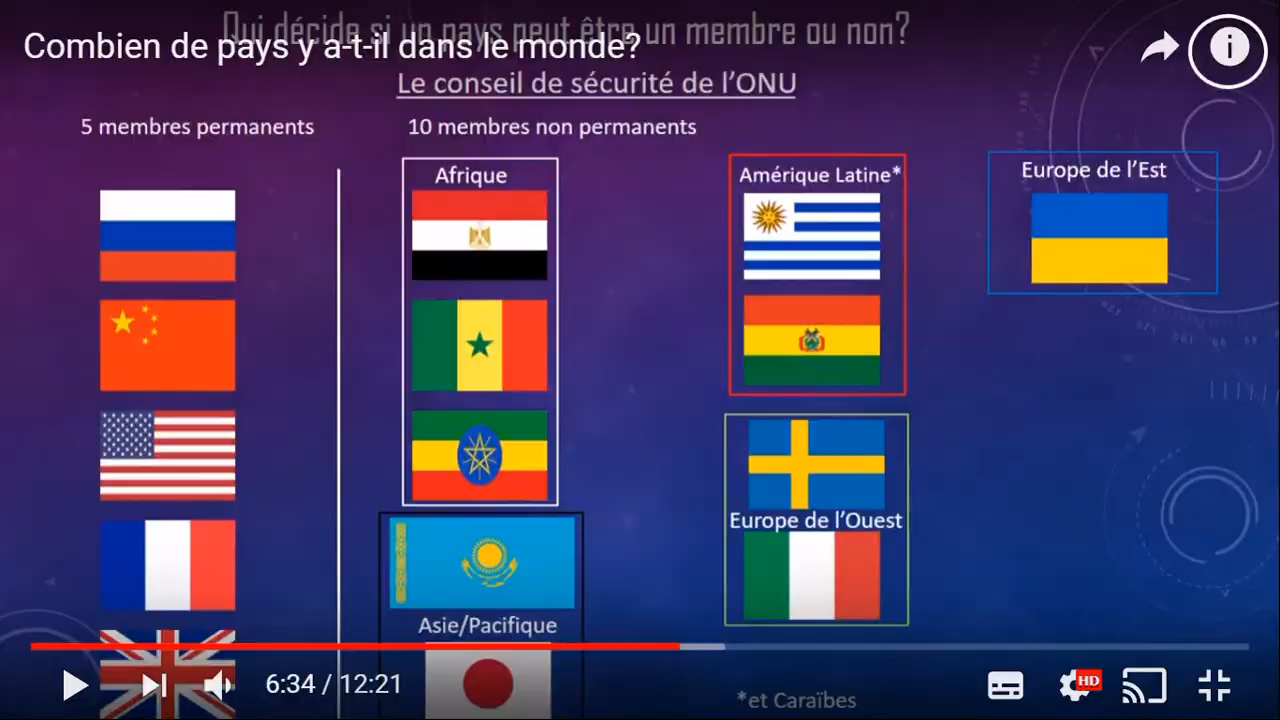 Qui décide si un pays peut être un membre ou non?
Combien de pays y a-t-il dans le monde?
Le conseil de sécurité de l'ONU
5 membres permanents
10 membres non permanents
Afrique
Amérique Latine*
Europe de l'Est
Europe de l'Ouest
Asie/Pacifique
*et Caraïbes
6:34 / 12:21
HD